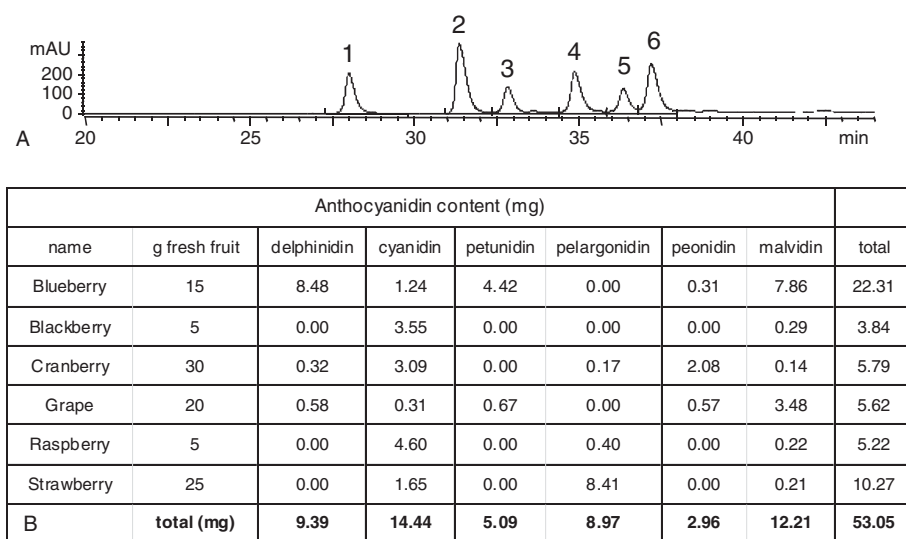 mAU
200
100
0
1 2 3 4 5 6
20 25 30 35 40 min
A
Anthocyanidin content (mg)
name g fresh fruit delphinidin cyanidin petunidin pelargonidin peonidin malvidin total
Blueberry 15 8.48 1.24 4.42 0.00 0.31 7.86 22.31
Blackberry 5 0.00 3.55 0.00 0.00 0.00 0.29 3.84
Cranberry 30 0.32 3.09 0.00 0.17 2.08 0.14 5.79
Grape 20 0.58 0.31 0.67 0.00 0.57 3.48 5.62
Raspberry 5 0.00 4.60 0.00 0.40 0.00 0.22 5.22
Strawberry 25 0.00 1.65 0.00 8.41 0.00 0.21 10.27
B total (mg) 9.39 14.44 5.09 8.97 2.96 12.21 53.05